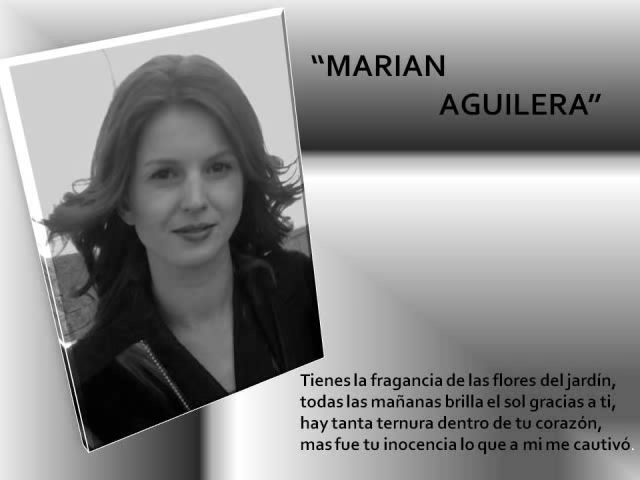 “MARIAN
AGUILERA”
Tienes la fragancia de las flores del jardín,
todas las mañanas brilla el sol gracias a ti,
hay tanta ternura dentro de tu corazón,
mas fue tu inocencia lo que a mi me cautivó.